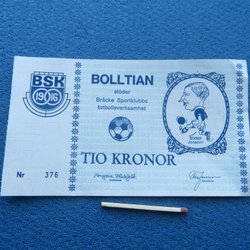 BSK
1906
BOLLTIAN
stöder
Bräcke Sportklubbs
fotbollsverksamhet
TIO KRONOR
Nr 376